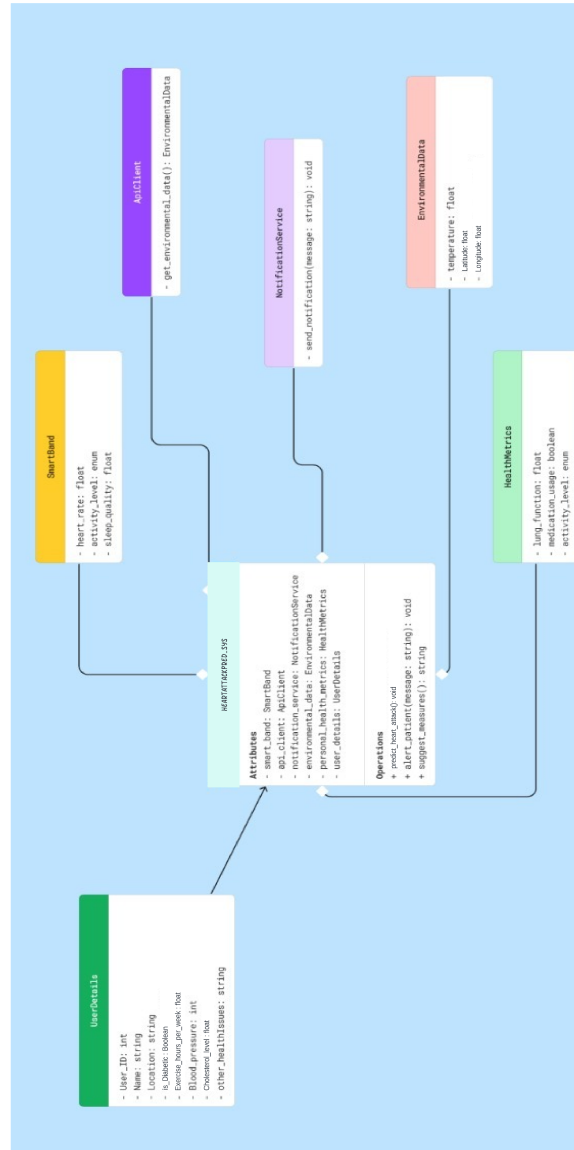 UserDetails
- User_ID: int
- Name: string
- Location: string
- is_Diabetic : Boolean
- Exercise_hours_per_week : float
- Blood_pressure: int
- Cholesterol_level : float
- other_healthIssues: string
SmartBand
- heart_rate: float
- activity_level: enum
- sleep_quality: float
HEARTATTACKPRED.SYS
Attributes
- smart_band: SmartBand
- api_client: ApiClient
- notification_service: NotificationService
- environmental_data: EnvironmentalData
- personal_health_metrics: HealthMetrics
- user_details: UserDetails
Operations
+ predict_heart_attack(): void
+ alert_patient(message: string): void
+ suggest_measures(): string
ApiClient
- get_environmental_data(): EnvironmentalData
NotificationService
- send_notification(message: string): void
EnvironmentalData
- temperature: float
- Latitude: float
- Longitude: float
HealthMetrics
- lung_function: float
- medication_usage: boolean
- activity_level: enum